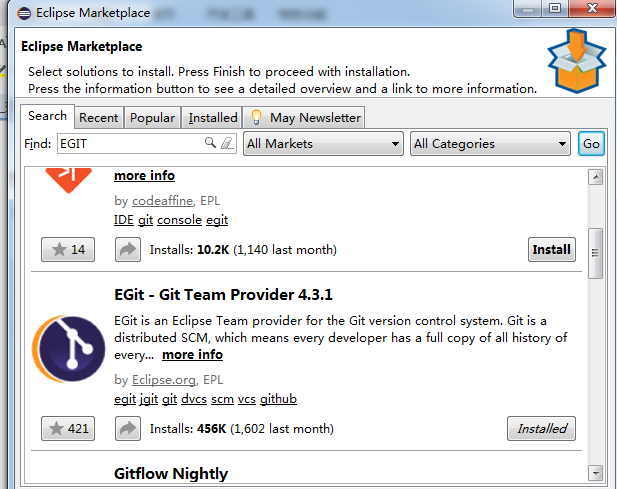 Eclipse Marketplace
Eclipse Marketplace
Select solutions to install. Press Finish to proceed with installation.
Press the information button to see a detailed overview and a link to more information.
Search Recent Popular Installed May Newsletter
Find: EGIT All Markets All Categories Go
more info
by codeaffine, EPL
IDE git console egit
14 Installs: 10.2K (1,140 last month) Install
EGit - Git Team Provider 4.3.1
EGit is an Eclipse Team provider for the Git version control system. Git is a
distributed SCM, which means every developer has a full copy of all history of
every... more info
by Eclipse.org, EPL
egit jgit git dvcs scm vcs github
421 Installs: 456K (1,602 last month) Installed
Gitflow Nightly